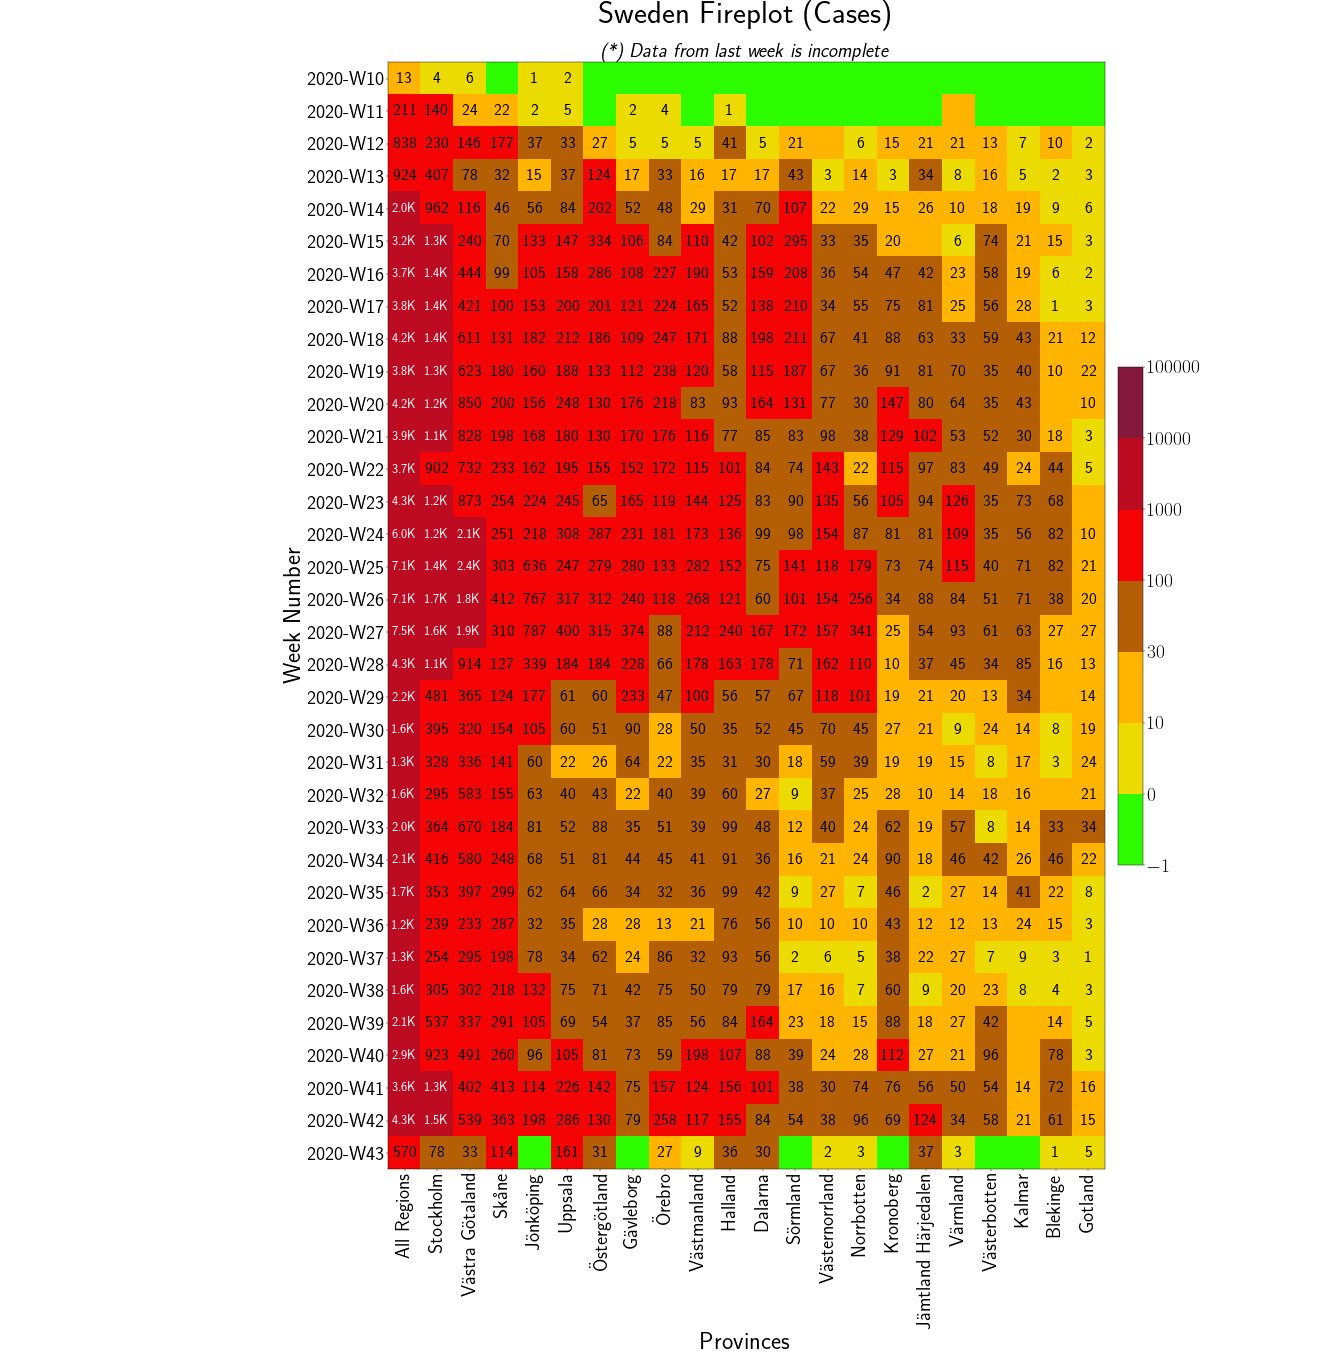 Sweden Fireplot (Cases)
(*) Data from last week is incomplete
2020-W10 13 4 6 1 2
2020-W11 211 140 24 22 2 5 2 4 1
2020-W12 838 230 146 177 37 33 27 5 5 5 41 5 21 6 15 21 21 13 7 10 2
2020-W13 924 407 78 32 15 37 124 17 33 16 17 17 43 3 14 3 34 8 16 5 2 3
2020-W14 2.0K 962 116 46 56 84 202 52 48 29 31 70 107 22 29 15 26 10 18 19 9 6
2020-W15 3.2K 1.3K 240 70 133 147 334 106 84 110 42 102 295 33 35 20 6 74 21 15 3
2020-W16 3.7K 1.4K 444 99 105 158 286 108 227 190 53 159 208 36 54 47 42 23 58 19 6 2
2020-W17 3.8K 1.4K 421 100 153 200 201 121 224 165 52 138 210 34 55 75 81 25 56 28 1 3
2020-W18 4.2K 1.4K 611 131 182 212 186 109 247 171 88 198 211 67 41 88 63 33 59 43 21 12
2020-W19 3.8K 1.3K 623 180 160 188 133 112 238 120 58 115 187 67 36 91 81 70 35 40 10 22
2020-W20 4.2K 1.2K 850 200 156 248 130 176 218 83 93 164 131 77 30 147 80 64 35 43 10
2020-W21 3.9K 1.1K 828 198 168 180 130 170 176 116 77 85 83 98 38 129 102 53 52 30 18 3
2020-W22 3.7K 902 732 233 162 195 155 152 172 115 101 84 74 143 22 115 97 83 49 24 44 5
2020-W23 4.3K 1.2K 873 254 224 245 65 165 119 144 125 83 90 135 56 105 94 126 35 73 68
2020-W24 6.0K 1.2K 2.1K 251 218 308 287 231 181 173 136 99 98 154 87 81 81 109 35 56 82 10
2020-W25 7.1K 1.4K 2.4K 303 636 247 279 280 133 282 152 75 141 118 179 73 74 115 40 71 82 21
2020-W26 7.1K 1.7K 1.8K 412 767 317 312 240 118 268 121 60 101 154 256 34 88 84 51 71 38 20
2020-W27 7.5K 1.6K 1.9K 310 787 400 315 374 88 212 240 167 172 157 341 25 54 93 61 63 27 27
2020-W28 4.3K 1.1K 914 127 339 184 184 228 66 178 163 178 71 162 110 10 37 45 34 85 16 13
2020-W29 2.2K 481 365 124 177 61 60 233 47 100 56 57 67 118 101 19 21 20 13 34 14
2020-W30 1.6K 395 320 154 105 60 51 90 28 50 35 52 45 70 45 27 21 9 24 14 8 19
2020-W31 1.3K 328 336 141 60 22 26 64 22 35 31 30 18 59 39 19 19 15 8 17 3 24
2020-W32 1.6K 295 583 155 63 40 43 22 40 39 60 27 9 37 25 28 10 14 18 16 21
2020-W33 2.0K 364 670 184 81 52 88 35 51 39 99 48 12 40 24 62 19 57 8 14 33 34
2020-W34 2.1K 416 580 248 68 51 81 44 45 41 91 36 16 21 24 90 18 46 42 26 46 22
2020-W35 1.7K 353 397 299 62 64 66 34 32 36 99 42 9 27 7 46 2 27 14 41 22 8
2020-W36 1.2K 239 233 287 32 35 28 28 13 21 76 56 10 10 10 43 12 12 13 24 15 3
2020-W37 1.3K 254 295 198 78 34 62 24 86 32 93 56 2 6 5 38 22 27 7 9 3 1
2020-W38 1.6K 305 302 218 132 75 71 42 75 50 79 79 17 16 7 60 9 20 23 8 4 3
2020-W39 2.1K 537 337 291 105 69 54 37 85 56 84 164 23 18 15 88 18 27 42 14 5
2020-W40 2.9K 923 491 260 96 105 81 73 59 198 107 88 39 24 28 112 27 21 96 78 3
2020-W41 3.6K 1.3K 402 413 114 226 142 75 157 124 156 101 38 30 74 76 56 50 54 14 72 16
2020-W42 4.3K 1.5K 539 363 198 286 130 79 258 117 155 84 54 38 96 69 124 34 58 21 61 15
2020-W43 570 78 33 114 161 31 27 9 36 30 2 3 37 3 1 5
Week Number
All Regions
Stockholm
Västra Götaland
Skåne
Jönköping
Uppsala
Östergötland
Gävleborg
Örebro
Västmanland
Halland
Dalarna
Sörmland
Västernorrland
Norrbotten
Kronoberg
Jämtland Härjedalen
Värmland
Västerbotten
Kalmar
Blekinge
Gotland
Provinces
100000
10000
1000
100
30
10
0
−1